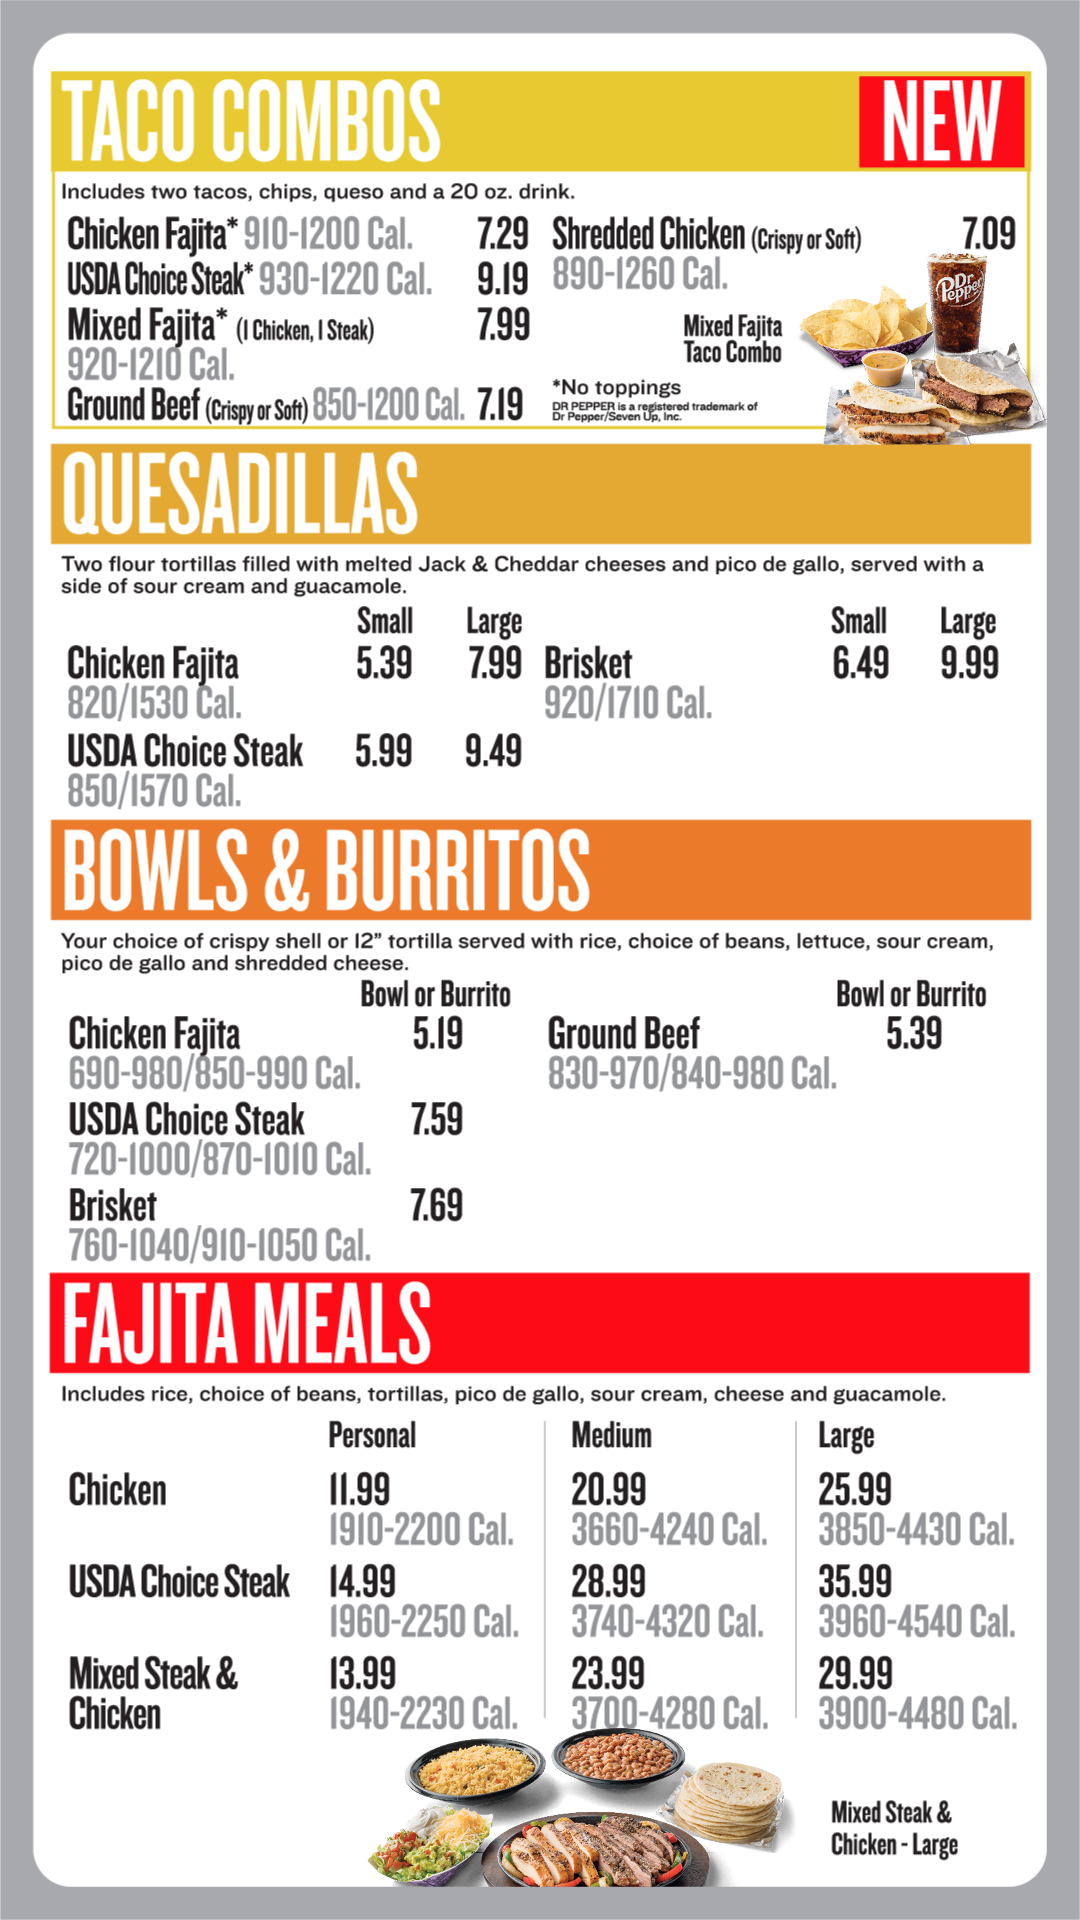 TACO COMBOS
NEW
Includes two tacos, chips, queso and a 20 oz. drink.
Chicken Fajita* 910-1200 Cal. 7.29
USDA Choice Steak* 930-1220 Cal. 9.19
Mixed Fajita* (1 Chicken, 1 Steak) 7.99
920-1210 Cal.
Ground Beef (Crispy or Soft) 850-1200 Cal. 7.19
Shredded Chicken (Crispy or Soft) 7.09
890-1260 Cal.
Mixed Fajita
Taco Combo
*No toppings
DR PEPPER is a registered trademark of
Dr Pepper/Seven Up, Inc.
Dr
Pepper
QUESADILLAS
Two flour tortillas filled with melted Jack & Cheddar cheeses and pico de gallo, served with a
side of sour cream and guacamole.
Small Large
Chicken Fajita 5.39 7.99
820/1530 Cal.
USDA Choice Steak 5.99 9.49
850/1570 Cal.
Small Large
Brisket 6.49 9.99
920/1710 Cal.
BOWLS & BURRITOS
Your choice of crispy shell or 12” tortilla served with rice, choice of beans, lettuce, sour cream,
pico de gallo and shredded cheese.
Bowl or Burrito
Chicken Fajita 5.19
690-980/850-990 Cal.
USDA Choice Steak 7.59
720-1000/870-1010 Cal.
Brisket 7.69
760-1040/910-1050 Cal.
Bowl or Burrito
Ground Beef 5.39
830-970/840-980 Cal.
FAJITA MEALS
Includes rice, choice of beans, tortillas, pico de gallo, sour cream, cheese and guacamole.
Personal Medium Large
Chicken 11.99 20.99 25.99
1910-2200 Cal. 3660-4240 Cal. 3850-4430 Cal.
USDA Choice Steak 14.99 28.99 35.99
1960-2250 Cal. 3740-4320 Cal. 3960-4540 Cal.
Mixed Steak & 13.99 23.99 29.99
Chicken 1940-2230 Cal. 3700-4280 Cal. 3900-4480 Cal.
Mixed Steak &
Chicken - Large